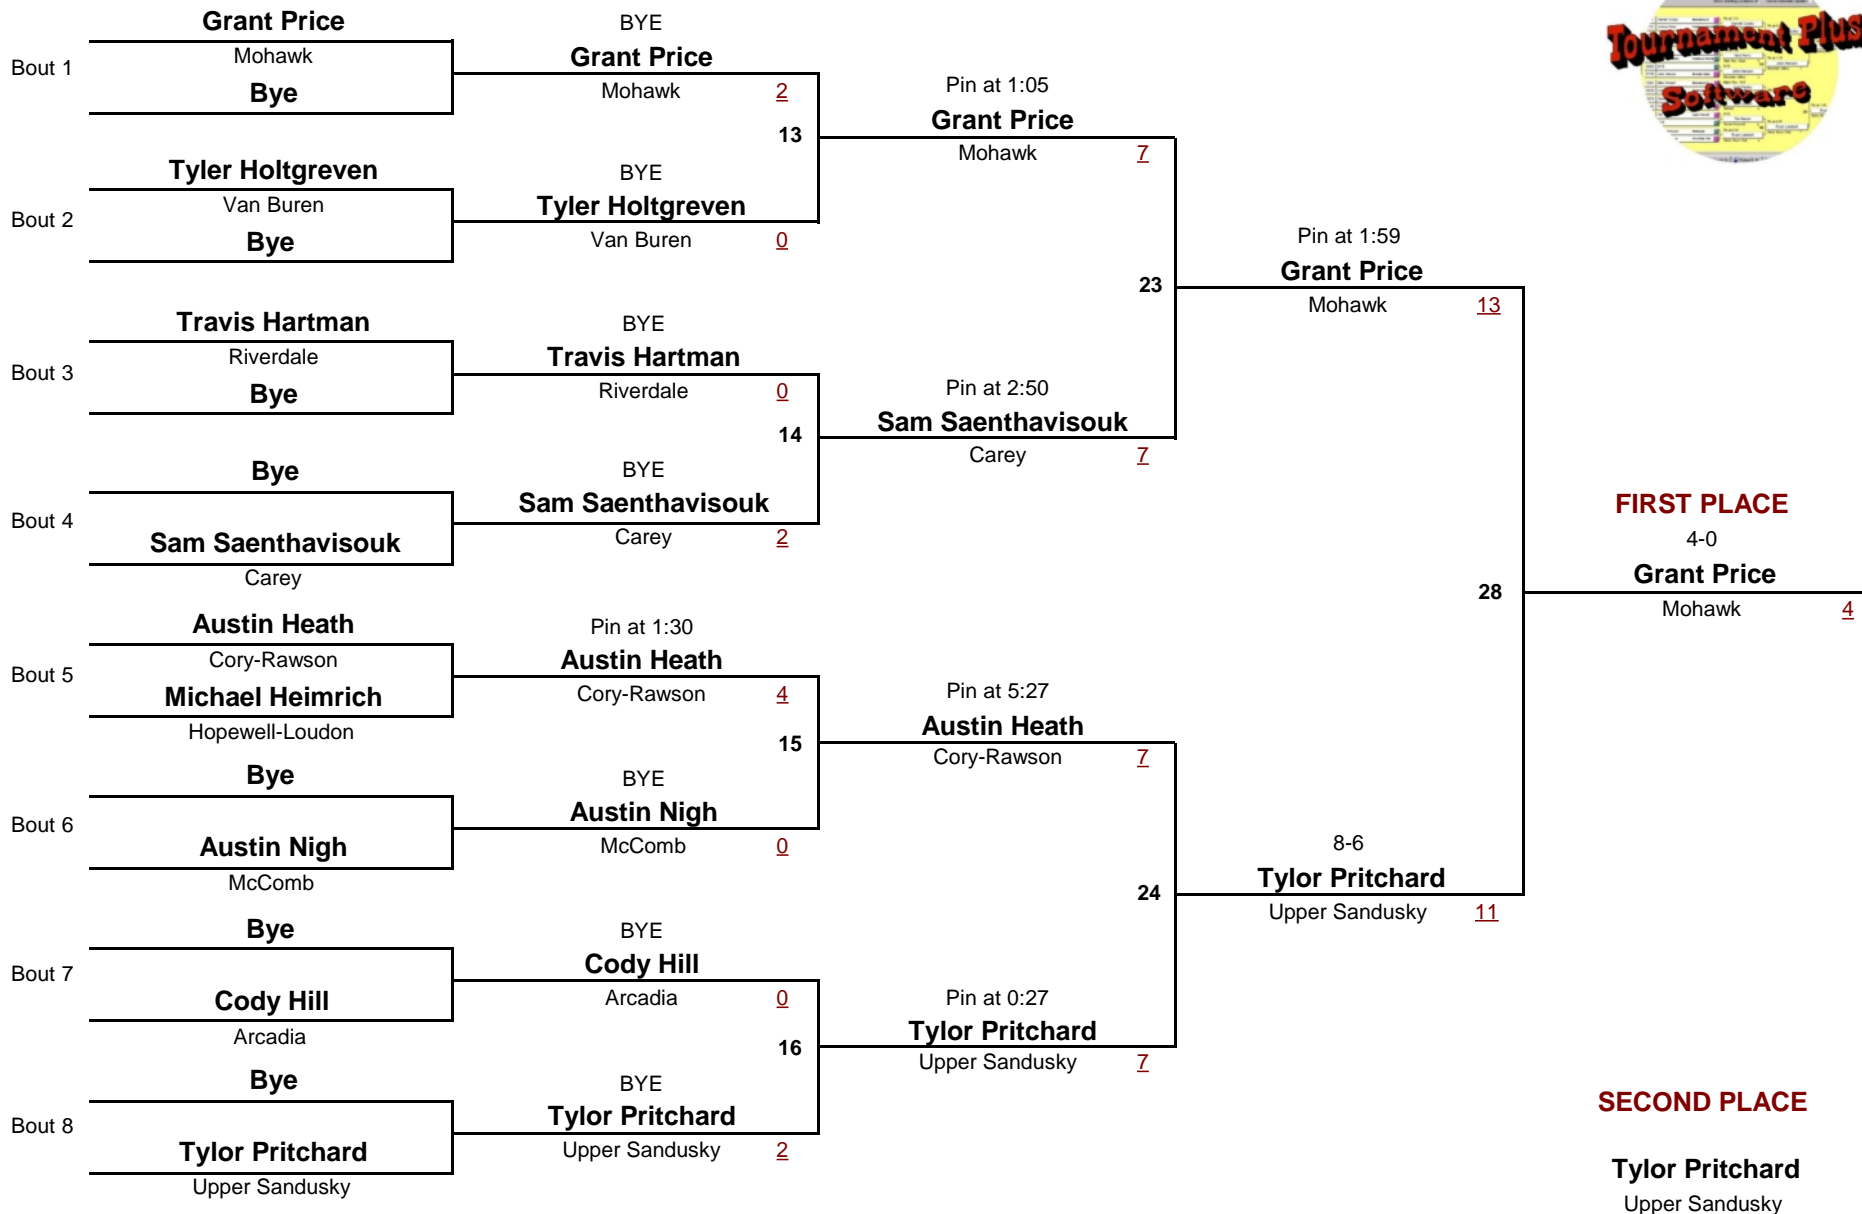 Tournament Plus
Software
Bout 1
Grant Price
Mohawk
Bye
Bout 2
Tyler Holtgreven
Van Buren
Bye
Bout 3
Travis Hartman
Riverdale
Bye
Bout 4
Bye
Sam Saenthavisouk
Carey
Bout 5
Austin Heath
Cory-Rawson
Michael Heimrich
Hopewell-Loudon
Bout 6
Bye
Austin Nigh
McComb
Bout 7
Bye
Cody Hill
Arcadia
Bout 8
Bye
Tylor Pritchard
Upper Sandusky
BYE
Grant Price
Mohawk 2
13
BYE
Tyler Holtgreven
Van Buren 0
BYE
Travis Hartman
Riverdale 0
14
BYE
Sam Saenthavisouk
Carey 2
Pin at 1:30
Austin Heath
Cory-Rawson 4
15
BYE
Austin Nigh
McComb 0
BYE
Cody Hill
Arcadia 0
16
BYE
Tylor Pritchard
Upper Sandusky 2
Pin at 1:05
Grant Price
Mohawk 7
23
Pin at 2:50
Sam Saenthavisouk
Carey 7
Pin at 5:27
Austin Heath
Cory-Rawson 7
24
Pin at 0:27
Tylor Pritchard
Upper Sandusky 7
Pin at 1:59
Grant Price
Mohawk 13
28
8-6
Tylor Pritchard
Upper Sandusky 11
FIRST PLACE
4-0
Grant Price
Mohawk 4
SECOND PLACE
Tylor Pritchard
Upper Sandusky